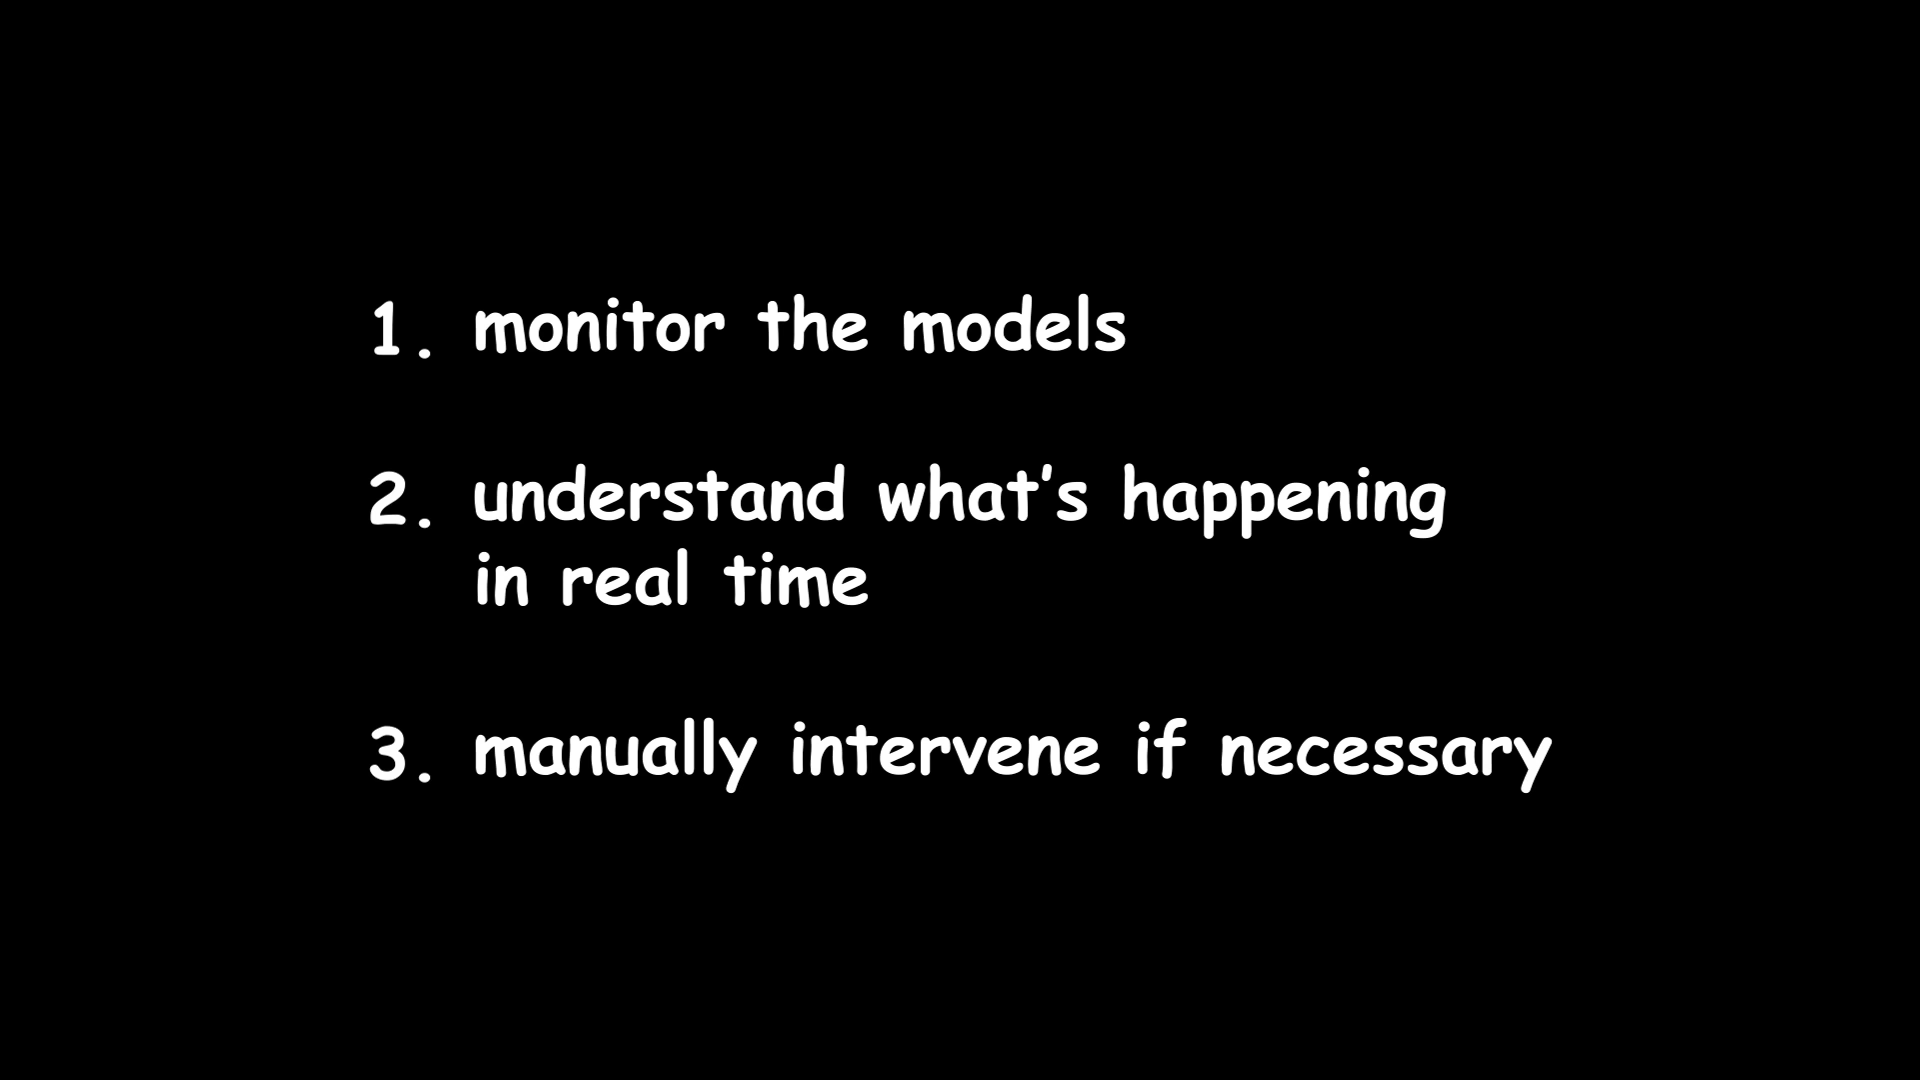 1. monitor the models
2. understand what's happening
in real time
3. manually intervene if necessary